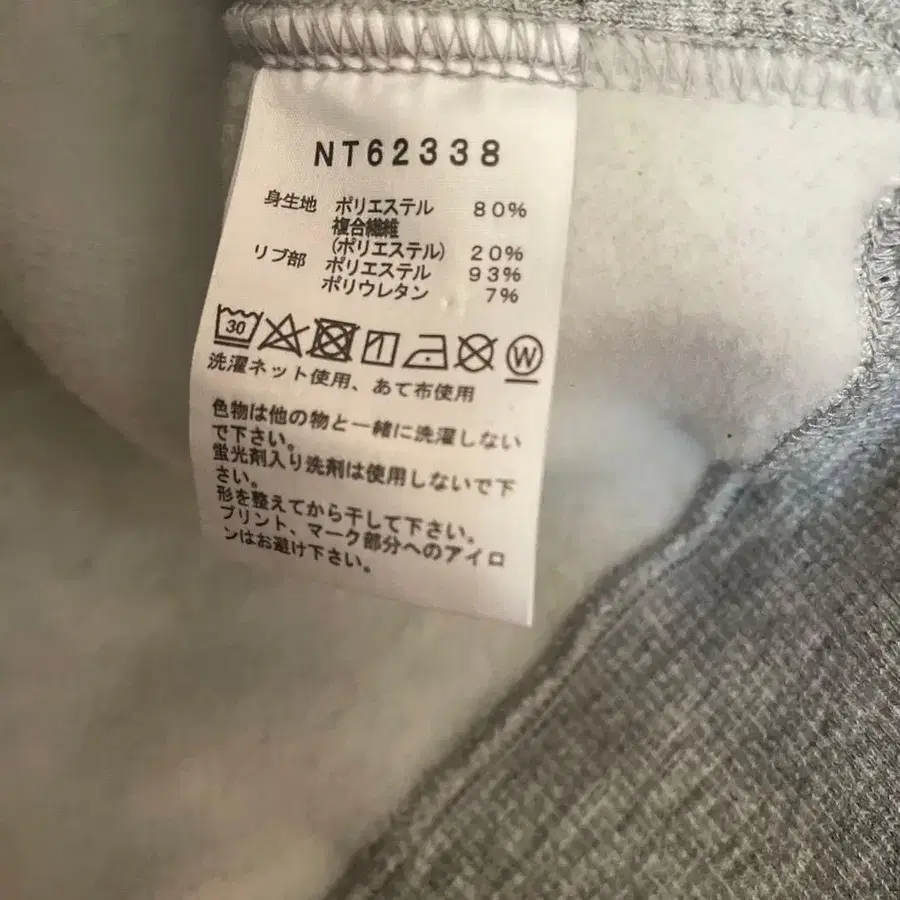 NT62338
身生地 ポリエステル 80%
複合繊維
(ポリエステル) 20%
リブ部 ポリエステル 93%
ポリウレタン 7%
30 W
洗濯ネット使用、あて布使用
色物は他の物と一緒に洗濯しない
で下さい。
蛍光剤入り洗剤は使用しないで下
さい。
形を整えてから干して下さい。
プリント、マーク部分へのアイロ
ンはお避け下さい。